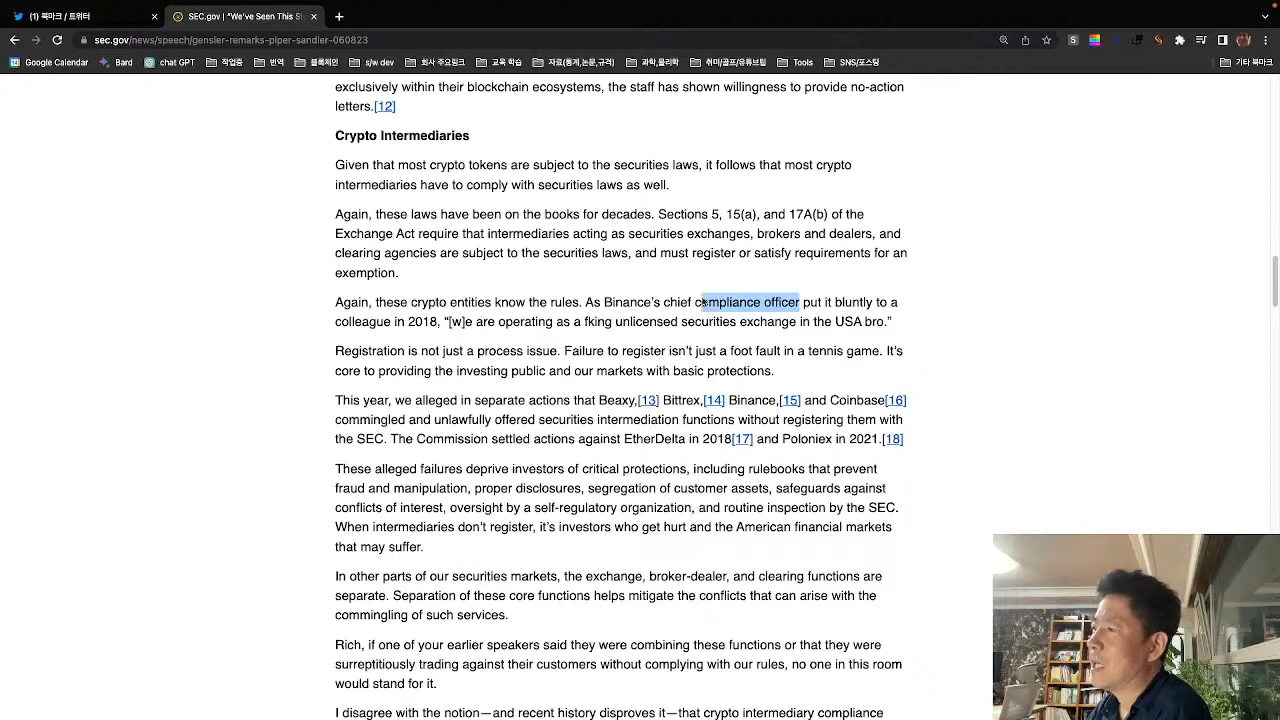 (1) 북마크 / 트위터
SEC.gov | "We've Seen This St
sec.gov/news/speech/gensler-remarks-piper-sandler-060823
Google Calendar Bard chat GPT 작업중 번역 블록체인 s/w dev 회사 주요링크 교육 학습 자료(통계,논문,규격) 과학·물리학 취미/골프/유튜브팁 Tools SNS/포스팅 기타 북마크
exclusively within their blockchain ecosystems, the staff has shown willingness to provide no-action
letters.[12]
Crypto Intermediaries
Given that most crypto tokens are subject to the securities laws, it follows that most crypto
intermediaries have to comply with securities laws as well.
Again, these laws have been on the books for decades. Sections 5, 15(a), and 17A(b) of the
Exchange Act require that intermediaries acting as securities exchanges, brokers and dealers, and
clearing agencies are subject to the securities laws, and must register or satisfy requirements for an
exemption.
Again, these crypto entities know the rules. As Binance's chief compliance officer put it bluntly to a
colleague in 2018, “[w]e are operating as a fking unlicensed securities exchange in the USA bro.”
Registration is not just a process issue. Failure to register isn't just a foot fault in a tennis game. It's
core to providing the investing public and our markets with basic protections.
This year, we alleged in separate actions that Beaxy,[13] Bittrex,[14] Binance,[15] and Coinbase[16]
commingled and unlawfully offered securities intermediation functions without registering them with
the SEC. The Commission settled actions against EtherDelta in 2018[17] and Poloniex in 2021.[18]
These alleged failures deprive investors of critical protections, including rulebooks that prevent
fraud and manipulation, proper disclosures, segregation of customer assets, safeguards against
conflicts of interest, oversight by a self-regulatory organization, and routine inspection by the SEC.
When intermediaries don't register, it's investors who get hurt and the American financial markets
that may suffer.
In other parts of our securities markets, the exchange, broker-dealer, and clearing functions are
separate. Separation of these core functions helps mitigate the conflicts that can arise with the
commingling of such services.
Rich, if one of your earlier speakers said they were combining these functions or that they were
surreptitiously trading against their customers without complying with our rules, no one in this room
would stand for it.
I disagree with the notion—and recent history disproves it—that crypto intermediary compliance